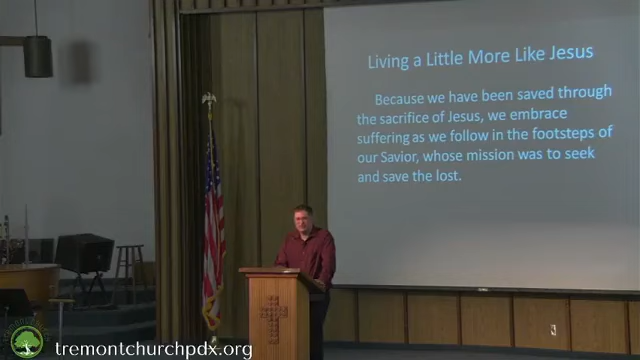 Living a Little More Like Jesus
Because we have been saved through
the sacrifice of Jesus, we embrace
suffering as we follow in the footsteps of
our Savior, whose mission was to seek
and save the lost.
tremontchurchpdx.org